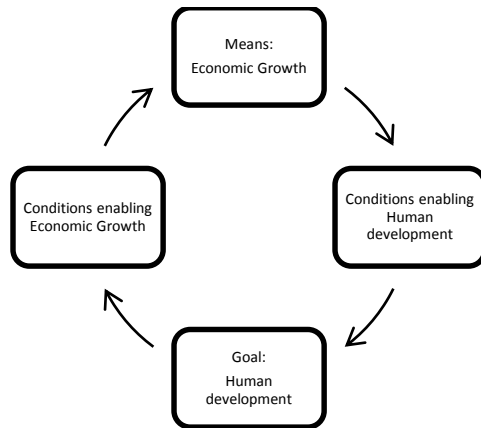 Means:
Economic Growth
Conditions enabling
Economic Growth
Conditions enabling
Human
development
Goal:
Human
development